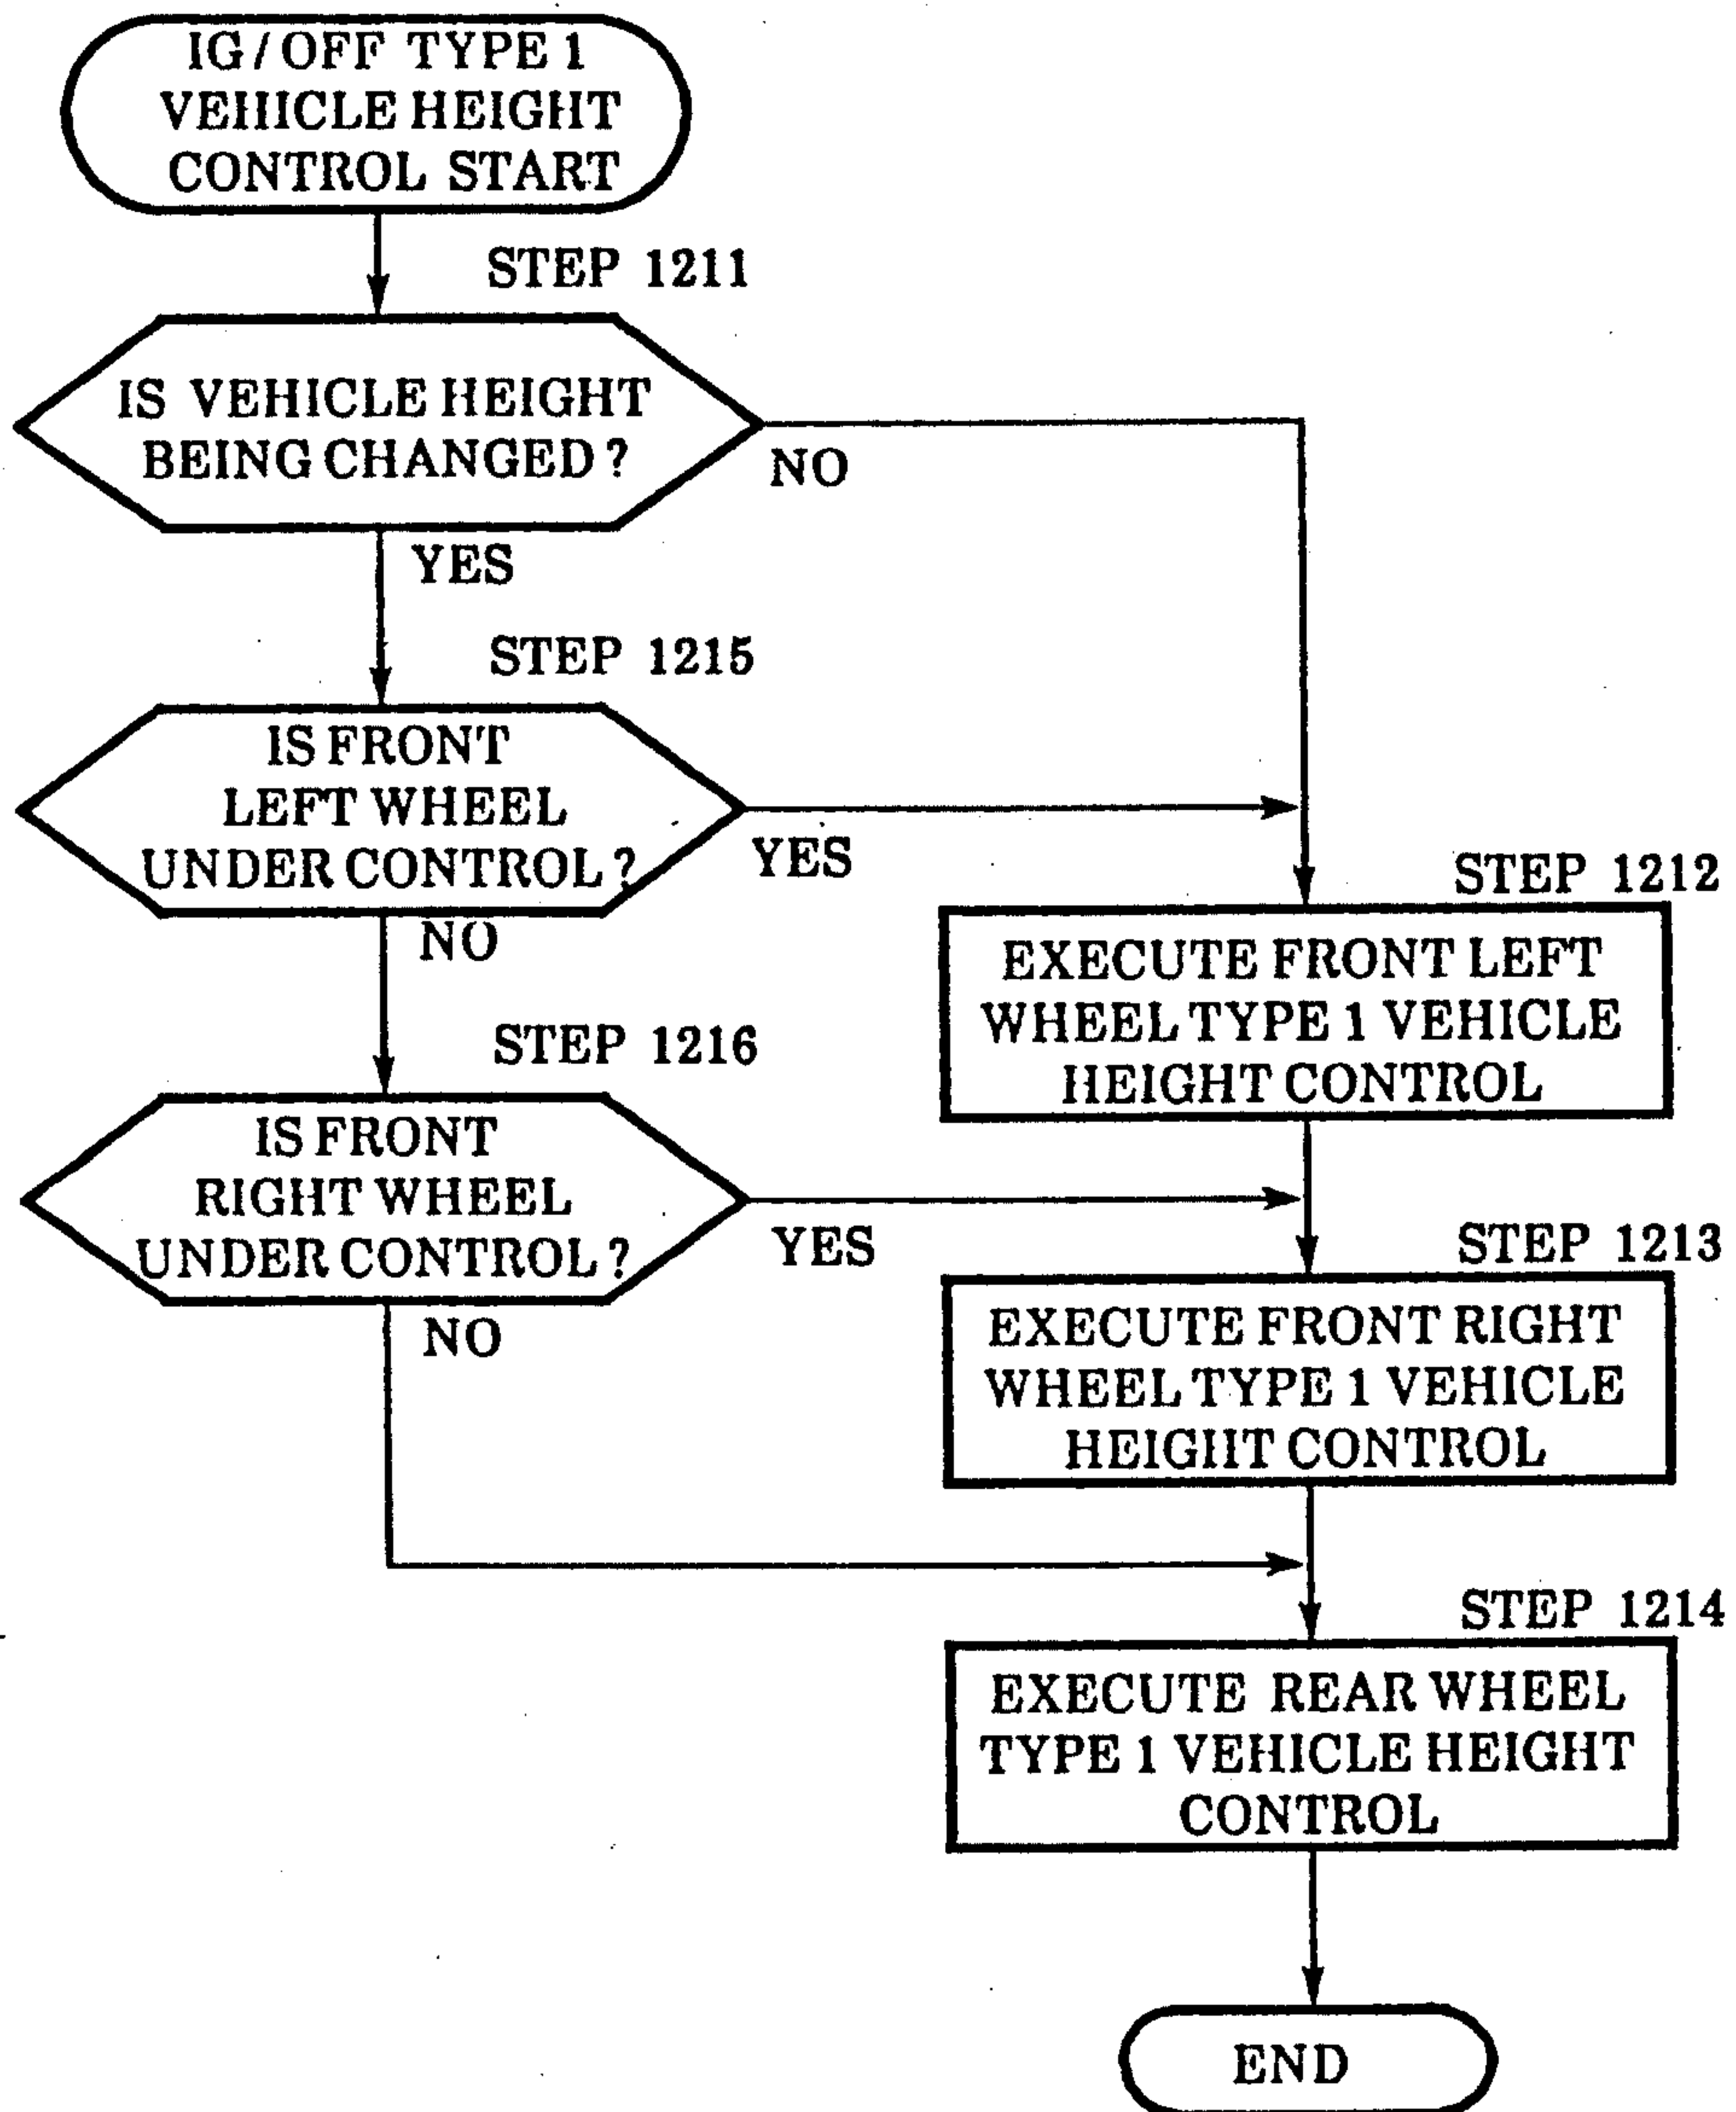 IG/OFF TYPE 1
VEHICLE HEIGHT
CONTROL START
STEP 1211
IS VEHICLE HEIGHT
BEING CHANGED?
NO
YES
STEP 1215
IS FRONT
LEFT WHEEL
UNDER CONTROL?
YES
NO
STEP 1212
EXECUTE FRONT LEFT
WHEEL TYPE 1 VEHICLE
HEIGHT CONTROL
STEP 1216
IS FRONT
RIGHT WHEEL
UNDER CONTROL?
YES
NO
STEP 1213
EXECUTE FRONT RIGHT
WHEEL TYPE 1 VEHICLE
HEIGHT CONTROL
STEP 1214
EXECUTE REAR WHEEL
TYPE 1 VEHICLE HEIGHT
CONTROL
END